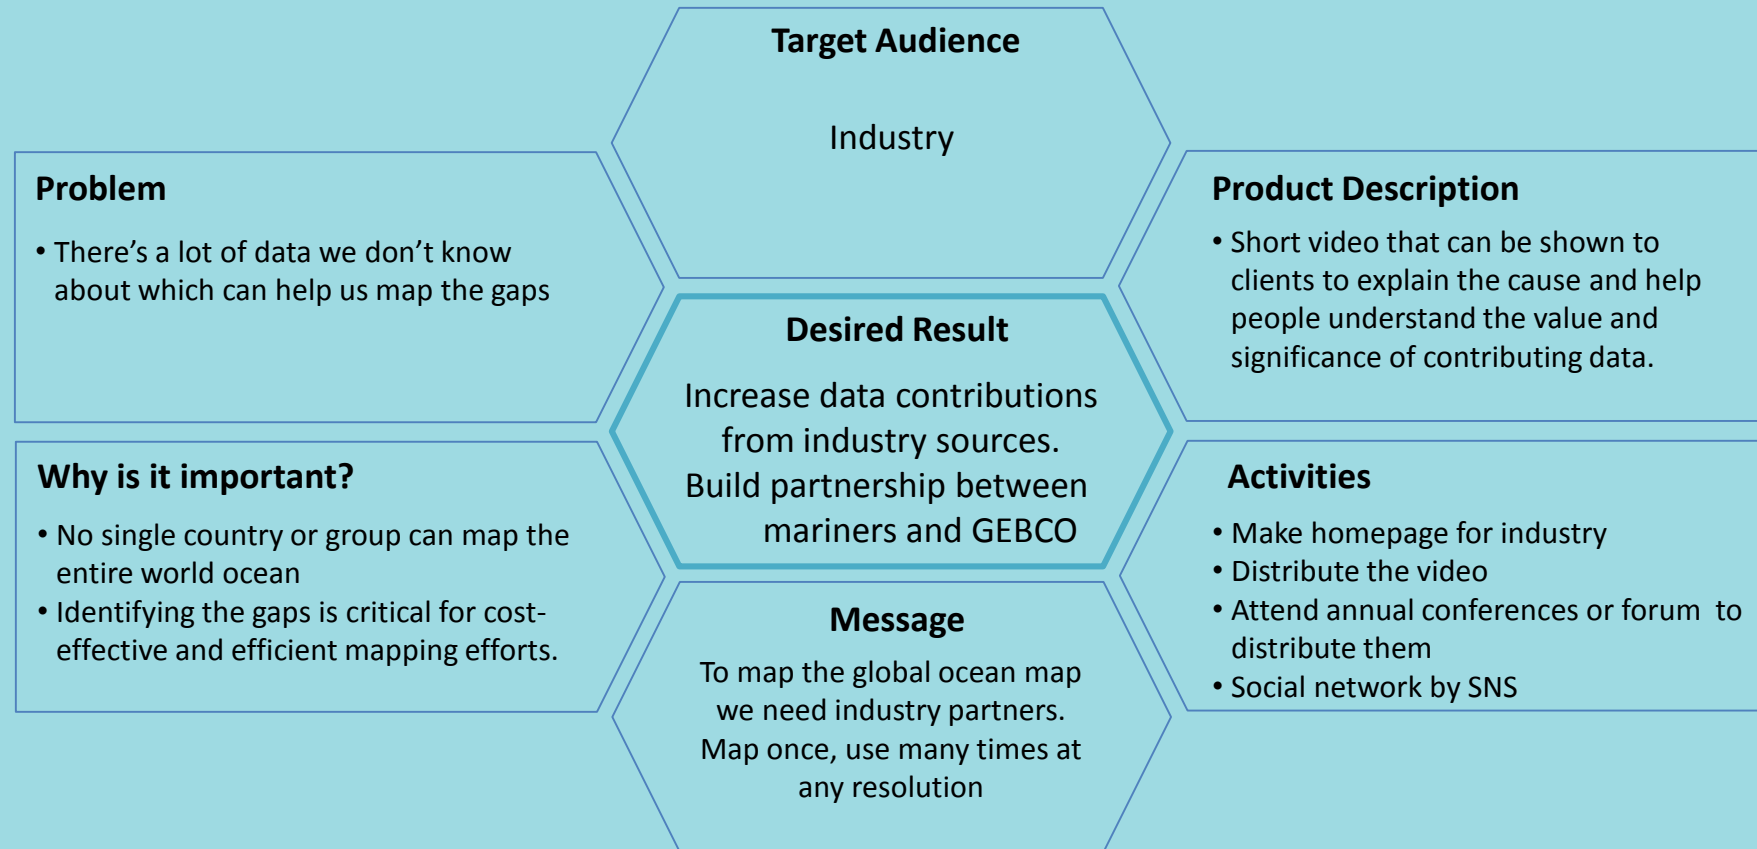 Target Audience
Industry
Problem
• There’s a lot of data we don’t know
about which can help us map the gaps
Product Description
• Short video that can be shown to
clients to explain the cause and help
people understand the value and
significance of contributing data.
Desired Result
Increase data contributions
from industry sources.
Build partnership between
mariners and GEBCO
Why is it important?
• No single country or group can map the
entire world ocean
• Identifying the gaps is critical for cost-
effective and efficient mapping efforts.
Activities
• Make homepage for industry
• Distribute the video
• Attend annual conferences or forum  to
distribute them
• Social network by SNS
Message
To map the global ocean map
we need industry partners.
Map once, use many times at
any resolution